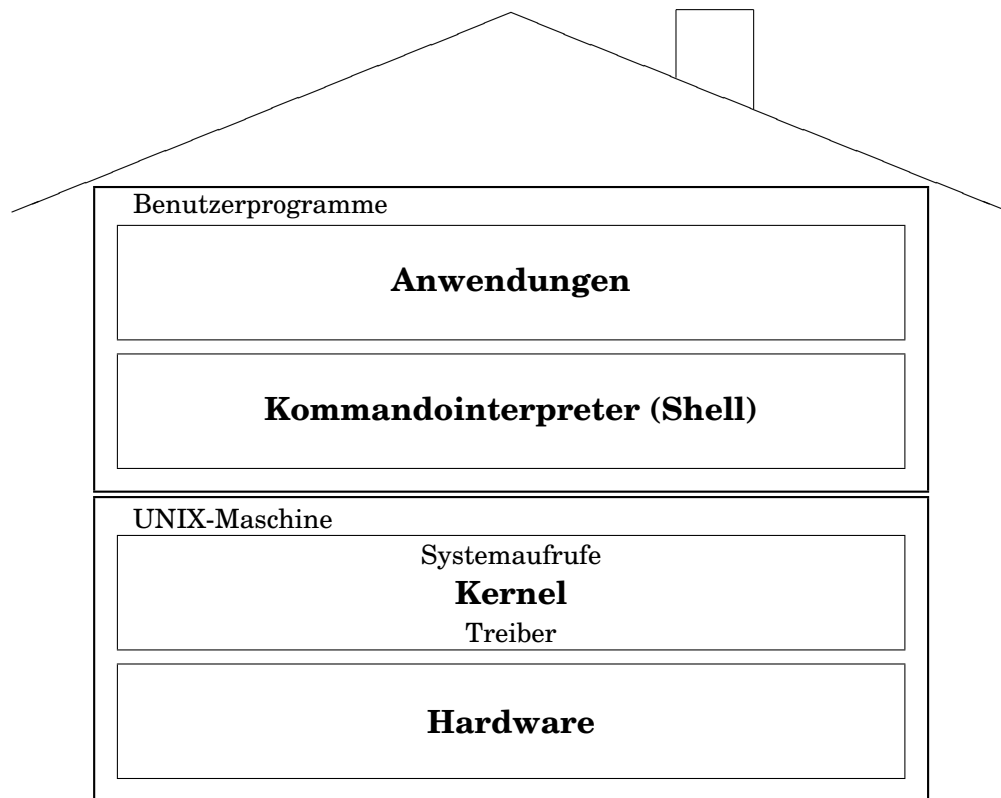 Benutzerprogramme
Anwendungen
Kommandointerpreter (Shell)
UNIX-Maschine
Systemaufrufe
Kernel
Treiber
Hardware